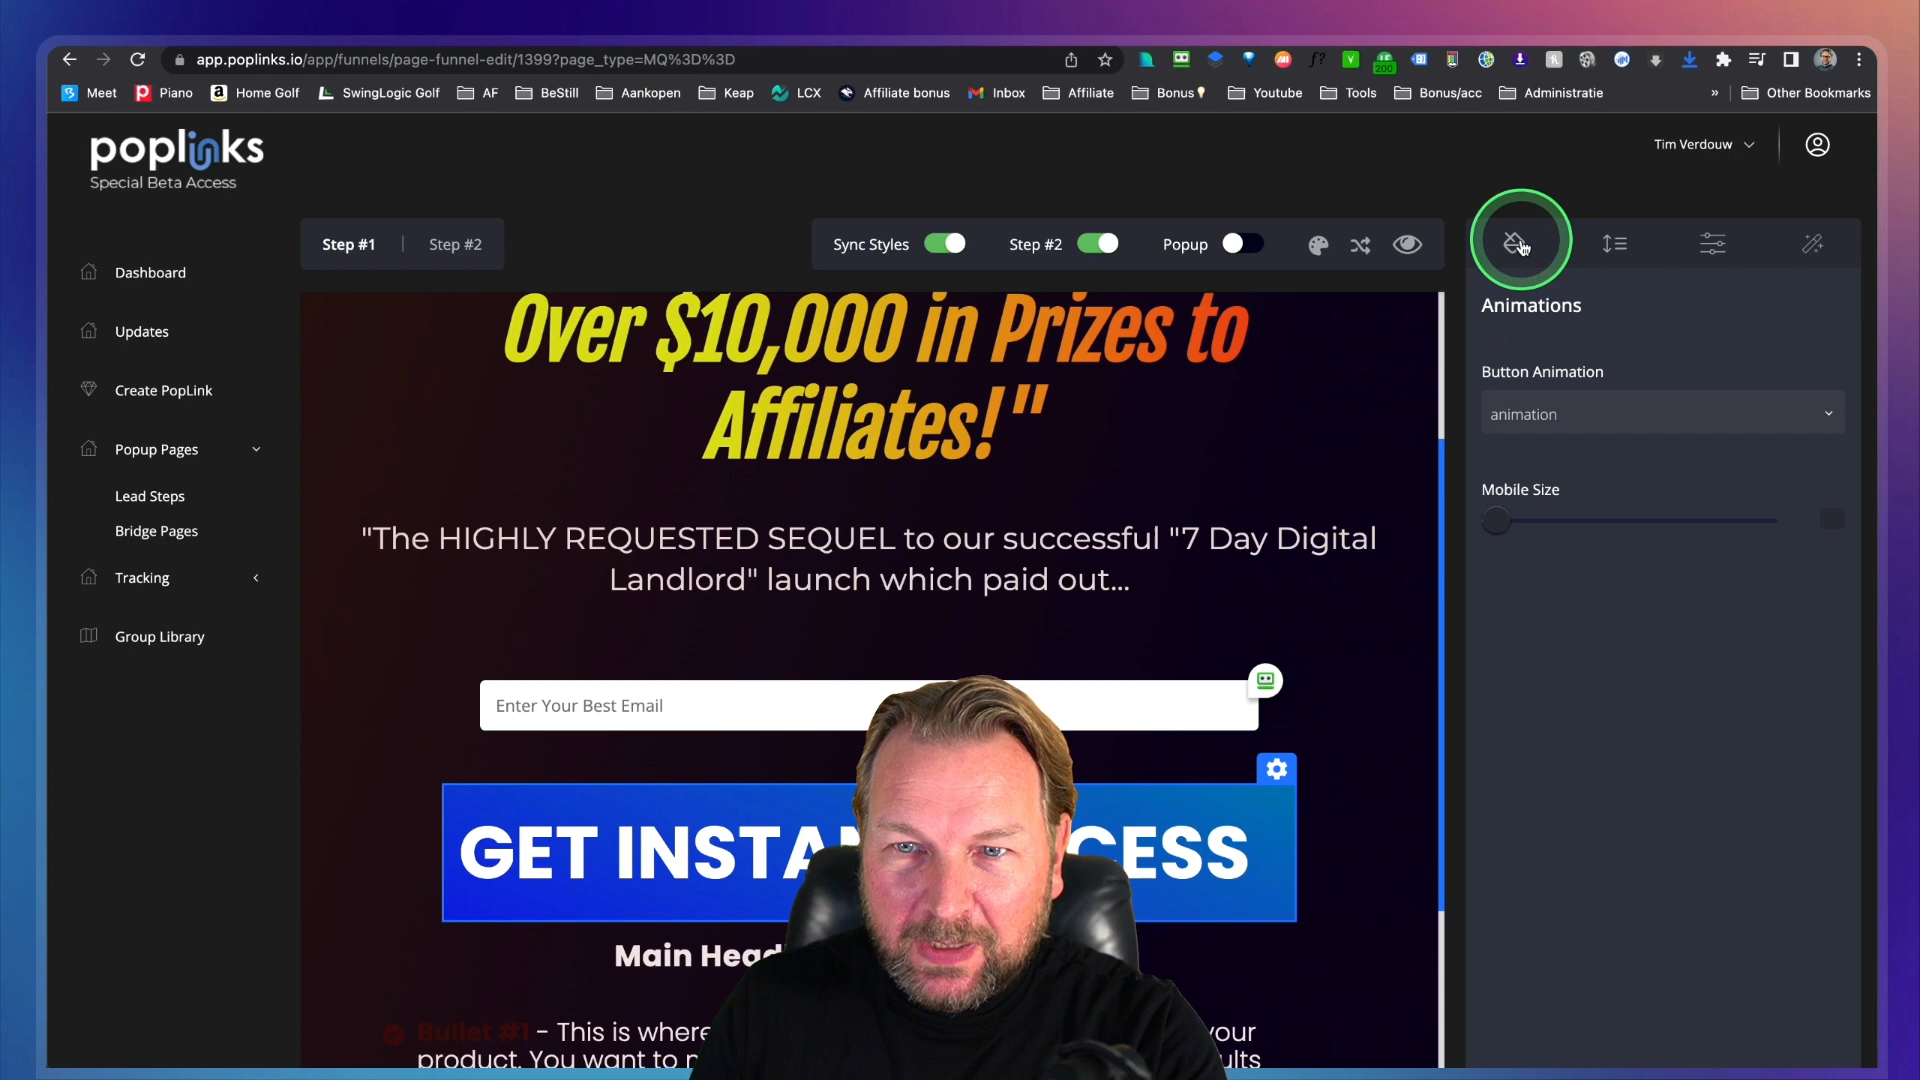 app.poplinks.io/app/funnels/page-funnel-edit/1399?page_type=MQ%3D%3D
200
Meet
Piano
Home Golf
SwingLogic Golf
AF
BeStill
Aankopen
Keap
LCX
Affiliate bonus
Inbox
Affiliate
Bonus
Youtube
Tools
Bonus/acc
Administratie
»
Other Bookmarks
poplinks
Special Beta Access
Tim Verdouw
Step #1
Step #2
Sync Styles
Step #2
Popup
Dashboard
Updates
Create PopLink
Popup Pages
Lead Steps
Bridge Pages
Tracking
Group Library
Over $10,000 in Prizes to
Affiliates!"
"The HIGHLY REQUESTED SEQUEL to our successful "7 Day Digital
Landlord" launch which paid out...
Enter Your Best Email
GET INSTA CESS
Main Head
Bullet #1 - This is where your
product. You want to ults
Animations
Button Animation
animation
Mobile Size